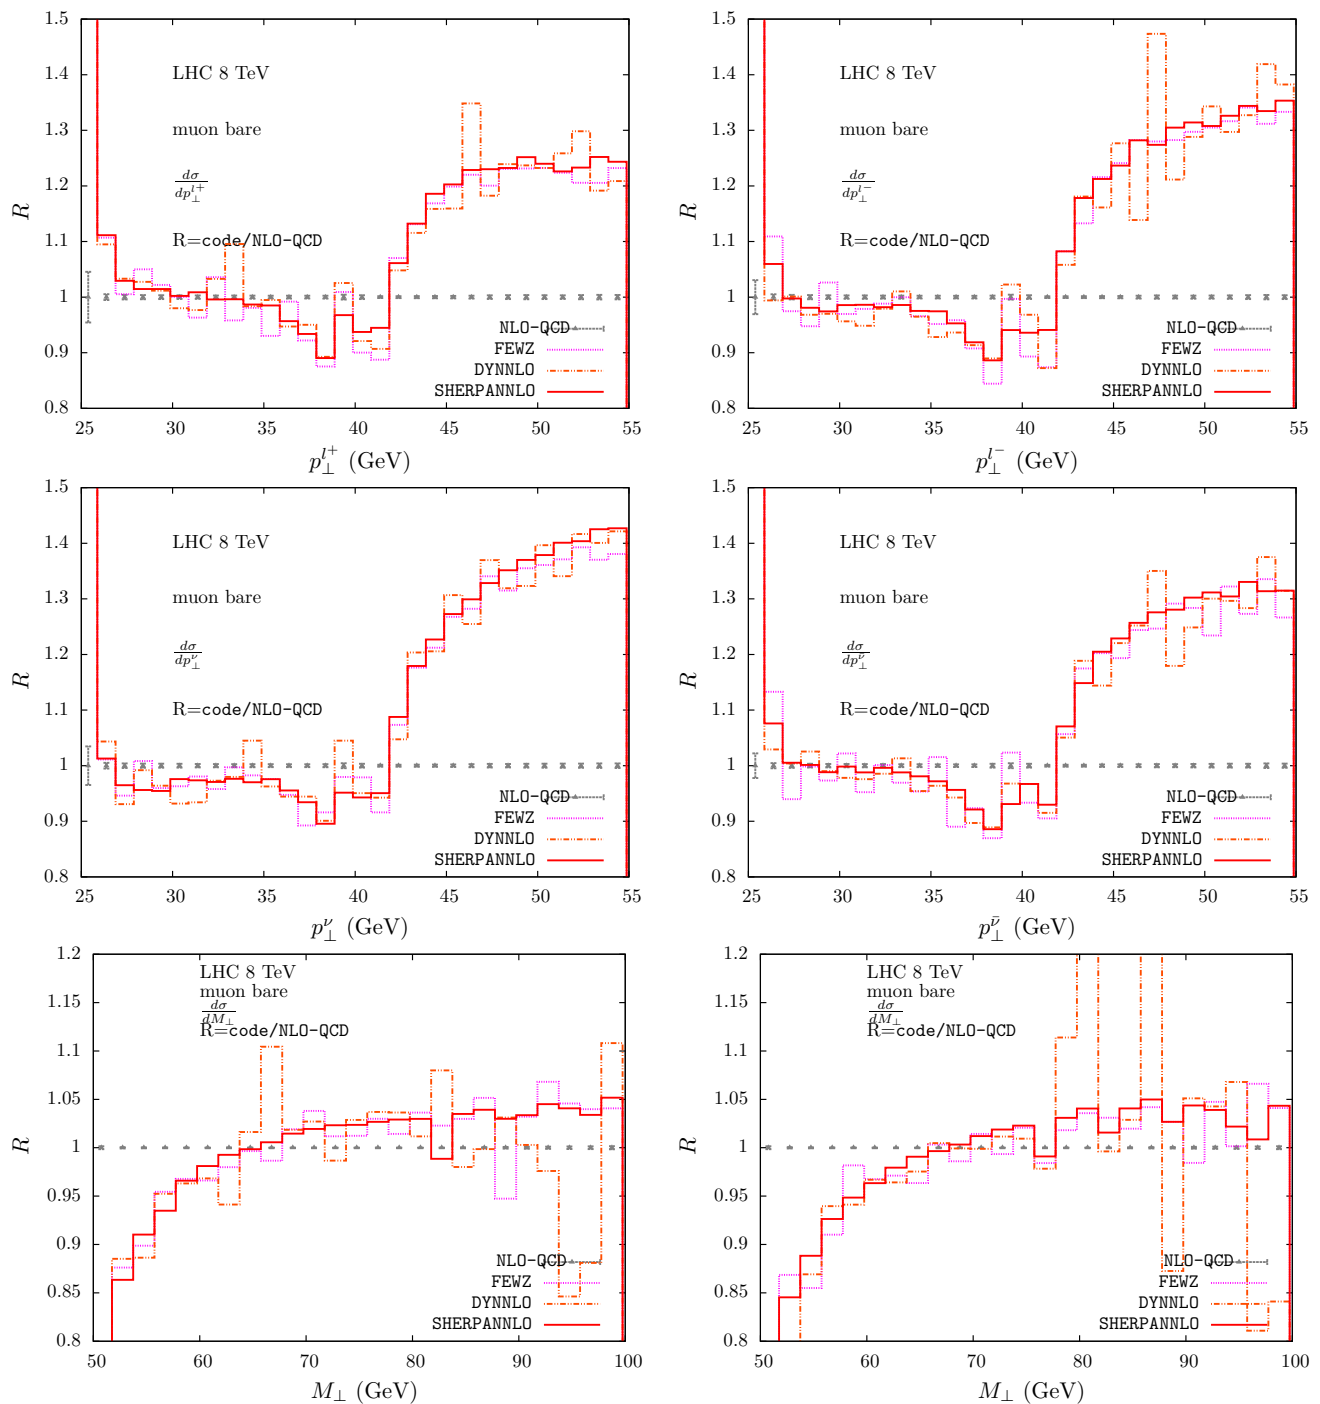 1.5
1.4
1.3
1.2
1.1
1
0.9
0.8
R
LHC 8 TeV
muon bare
dσ/dp⊥^{l+}
R=code/NLO-QCD
NLO-QCD
FEWZ
DYNNLO
SHERPANNLO
25 30 35 40 45 50 55
p⊥^{l+} (GeV)
1.5
1.4
1.3
1.2
1.1
1
0.9
0.8
R
LHC 8 TeV
muon bare
dσ/dp⊥^{l−}
R=code/NLO-QCD
NLO-QCD
FEWZ
DYNNLO
SHERPANNLO
25 30 35 40 45 50 55
p⊥^{l−} (GeV)
1.5
1.4
1.3
1.2
1.1
1
0.9
0.8
R
LHC 8 TeV
muon bare
dσ/dp⊥^{ν}
R=code/NLO-QCD
NLO-QCD
FEWZ
DYNNLO
SHERPANNLO
25 30 35 40 45 50 55
p⊥^{ν} (GeV)
1.5
1.4
1.3
1.2
1.1
1
0.9
0.8
R
LHC 8 TeV
muon bare
dσ/dp⊥^{ν̄}
R=code/NLO-QCD
NLO-QCD
FEWZ
DYNNLO
SHERPANNLO
25 30 35 40 45 50 55
p⊥^{ν̄} (GeV)
1.2
1.15
1.1
1.05
1
0.95
0.9
0.85
0.8
R
LHC 8 TeV
muon bare
dσ/dM⊥
R=code/NLO-QCD
NLO-QCD
FEWZ
DYNNLO
SHERPANNLO
50 60 70 80 90 100
M⊥ (GeV)
1.2
1.15
1.1
1.05
1
0.95
0.9
0.85
0.8
R
LHC 8 TeV
muon bare
dσ/dM⊥
R=code/NLO-QCD
NLO-QCD
FEWZ
DYNNLO
SHERPANNLO
50 60 70 80 90 100
M⊥ (GeV)